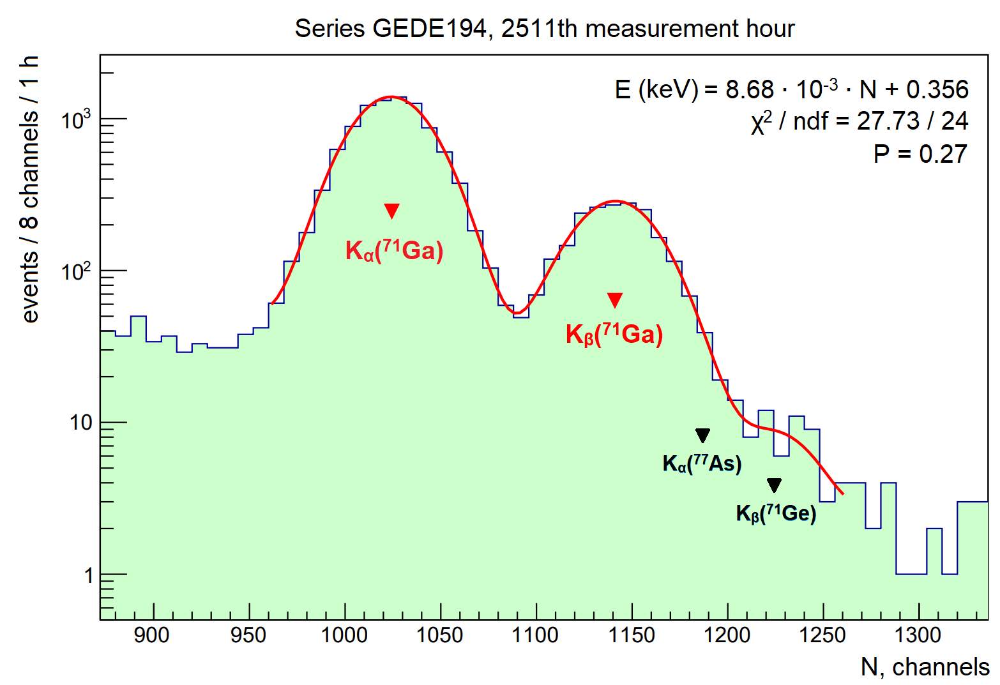 Series GEDE194, 2511th measurement hour
events / 8 channels / 1 h
E (keV) = 8.68 · 10⁻³ · N + 0.356
χ² / ndf = 27.73 / 24
P = 0.27
10³
10²
10
1
Kα(⁷¹Ga)
Kβ(⁷¹Ga)
Kα(⁷⁷As)
Kβ(⁷¹Ge)
900 950 1000 1050 1100 1150 1200 1250 1300
N, channels